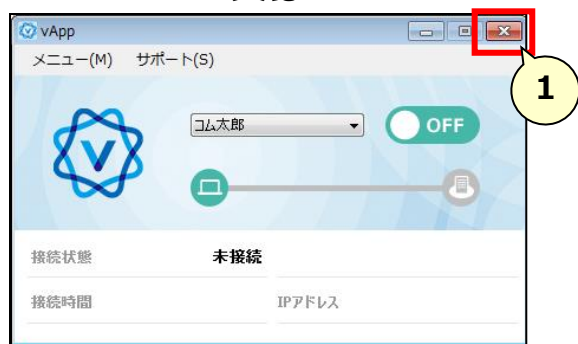 vApp
メニュー(M) サポート(S)
1
コム太郎
OFF
V
接続状態 未接続
接続時間 IPアドレス